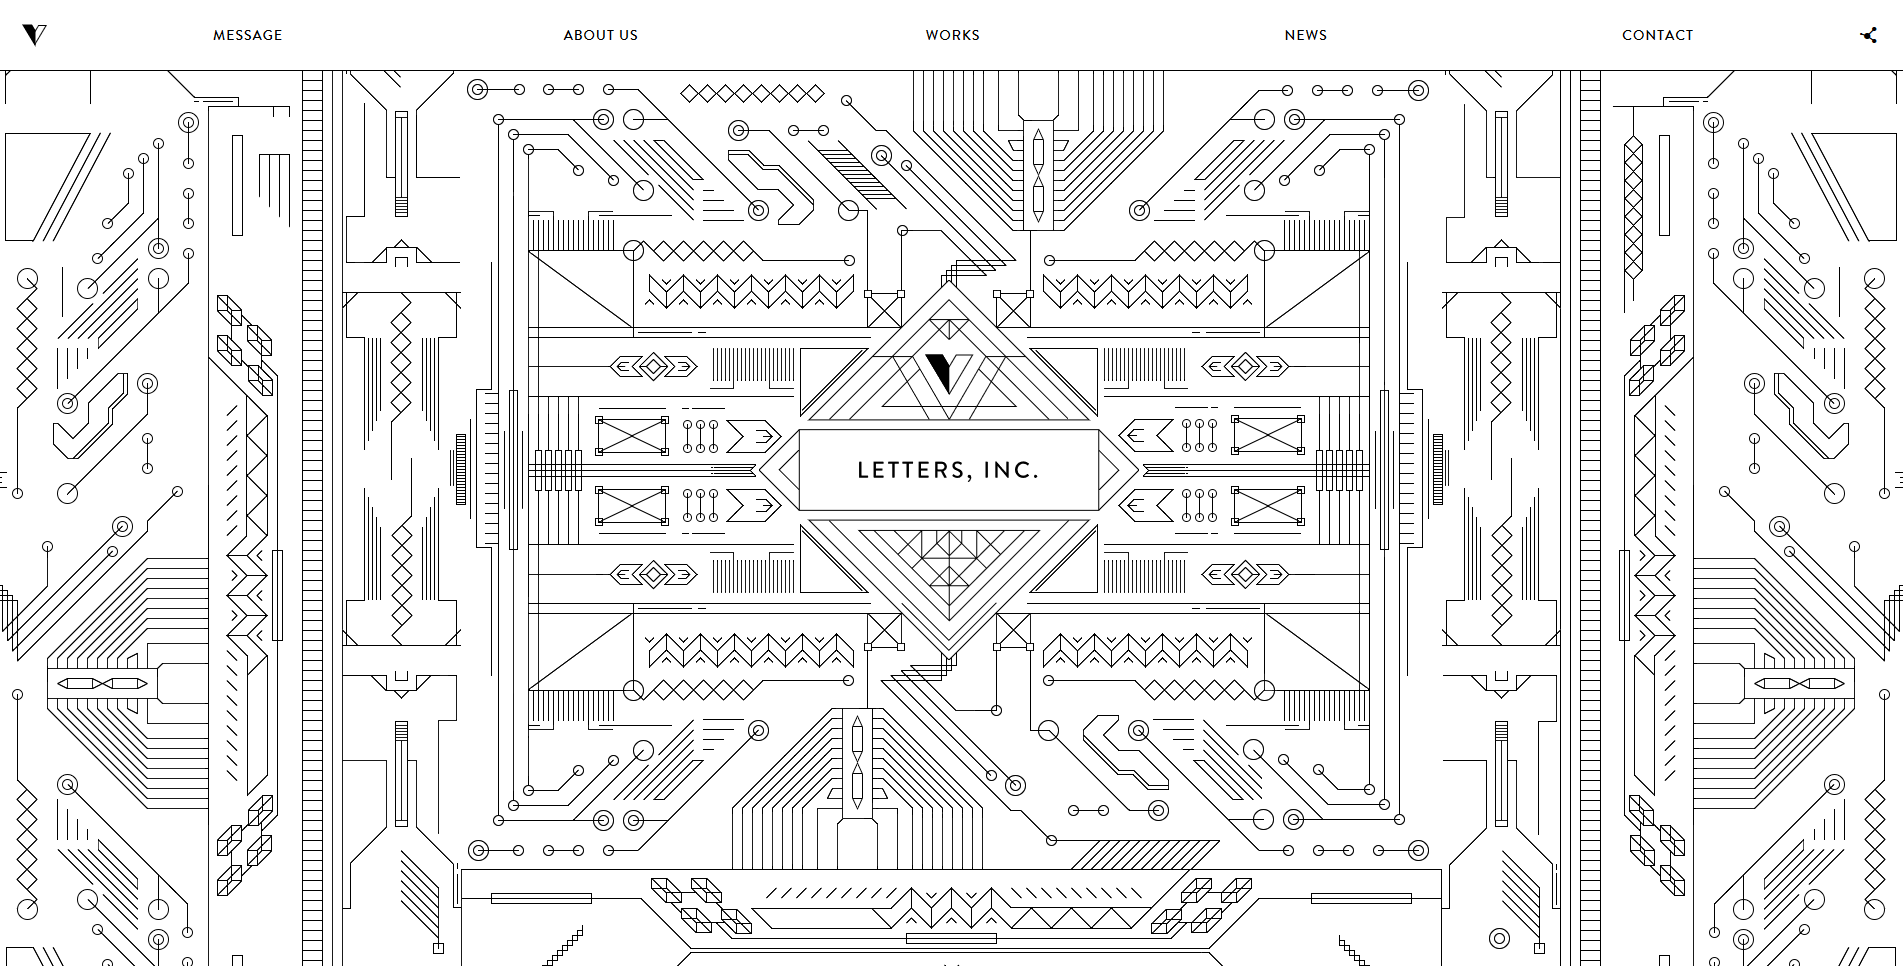 MESSAGE
ABOUT US
WORKS
NEWS
CONTACT
LETTERS, INC.